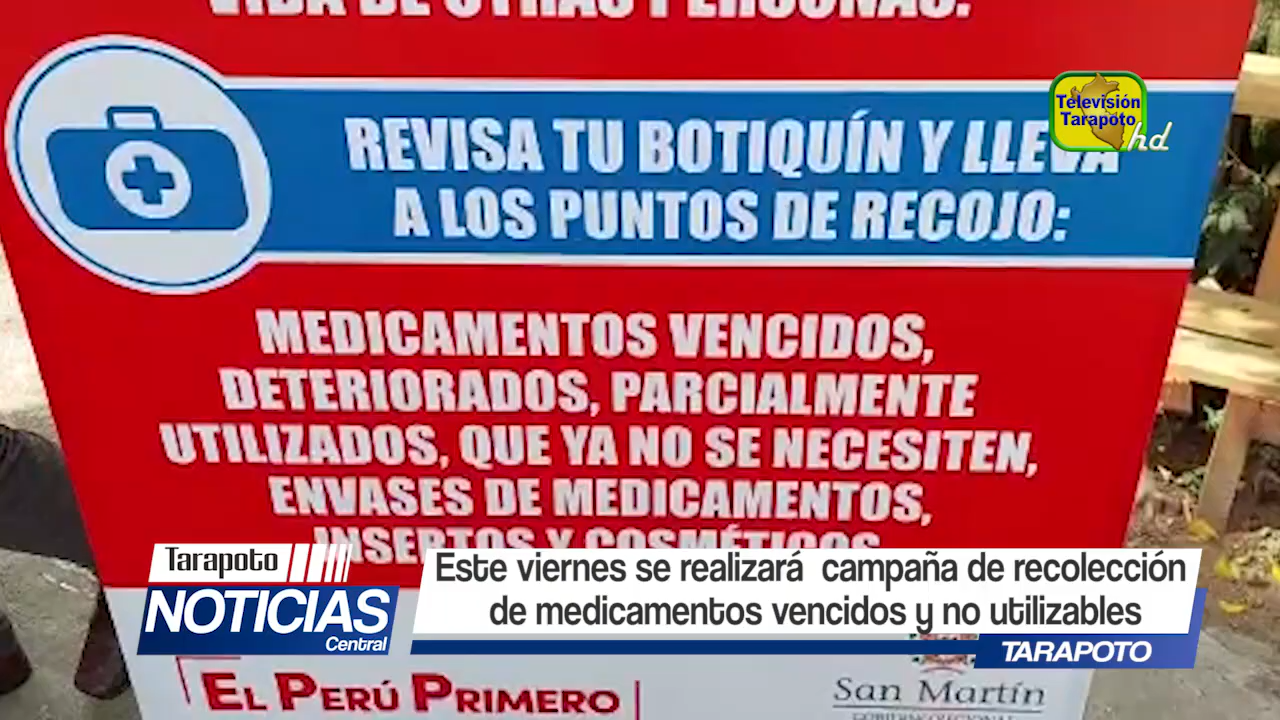 VIDA DE OTRAS PERSONAS.
Televisión
Tarapoto
hd
REVISA TU BOTIQUÍN Y LLEVA
A LOS PUNTOS DE RECOJO:
MEDICAMENTOS VENCIDOS,
DETERIORADOS, PARCIALMENTE
UTILIZADOS, QUE YA NO SE NECESITEN,
ENVASES DE MEDICAMENTOS,
INSERTOS Y COSMÉTICOS
Tarapoto
NOTICIAS
Central
Este viernes se realizará campaña de recolección
de medicamentos vencidos y no utilizables
TARAPOTO
EL PERÚ PRIMERO
San Martín
GOBIERNO REGIONAL